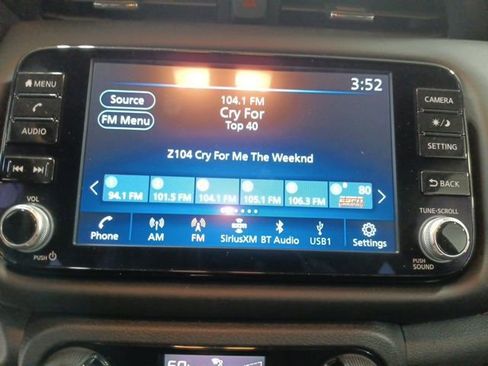 MENU
AUDIO
VOL
PUSH
3:52
Source
FM Menu
104.1 FM
Cry For
Top 40
Z104 Cry For Me The Weeknd
94.1 FM
101.5 FM
104.1 FM
105.1 FM
106.3 FM
80
Phone
AM
FM
SiriusXM
BT Audio
USB1
Settings
CAMERA
SETTING
BACK
TUNE-SCROLL
PUSH
SOUND